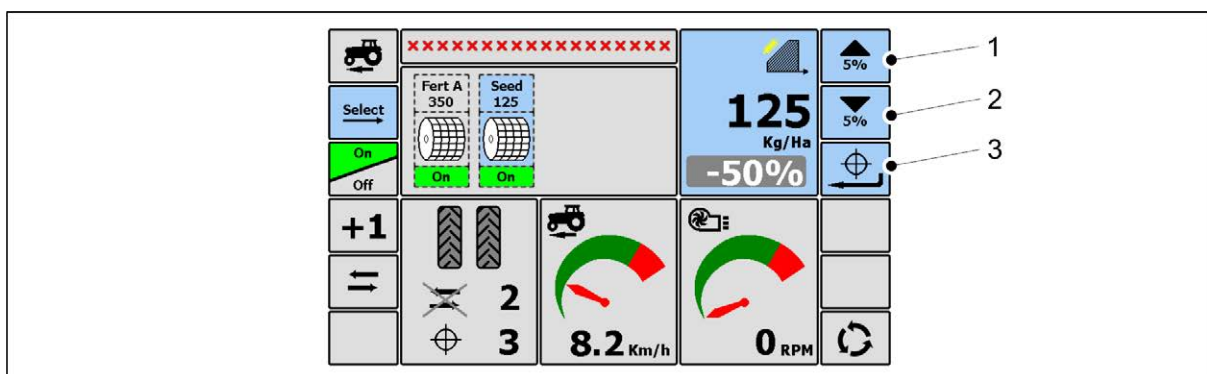 5%
1
Fert A
350
Seed
125
Select
125
Kg/Ha
-50%
5%
2
On
Off
On
On
3
+1
2
3
8.2 Km/h
0 RPM